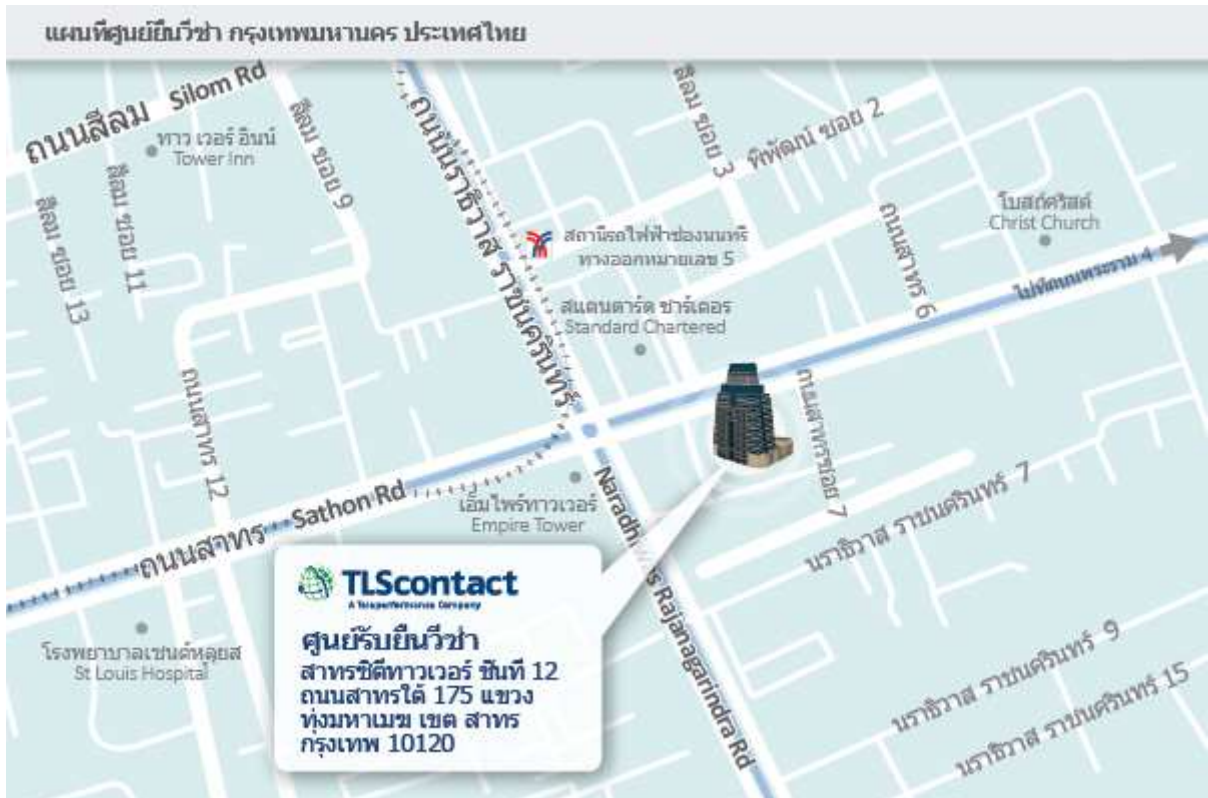 แผนที่ศูนย์ยื่นวีซ่า กรุงเทพมหานคร ประเทศไทย
ถนนสีลม Silom Rd
ทาว เวอร์ อินน์
Tower Inn
สีลม ซอย 9
สีลม ซอย 11
สีลม ซอย 13
ถนนนราธิวาส ราชนครินทร์
สีลม ซอย 3
พิพัฒน์ ซอย 2
สถานีรถไฟฟ้าช่องนนทรี
ทางออกหมายเลข 5
ถนนสาทร 6
โบสถ์คริสต์
Christ Church
ไปทัดถนนพระราม 4
สแตนดาร์ด ชาร์เตอร์
Standard Chartered
ถนนสาทร 12
ถนนสาทรซอย 7
ถนนสาทร Sathon Rd
เอ็มไพร์ทาวเวอร์
Empire Tower
Naradhiwas Rajanagarindra Rd
นราธิวาส ราชนครินทร์ 7
นราธิวาส ราชนครินทร์ 9
นราธิวาส ราชนครินทร์ 15
โรงพยาบาลเซนต์หลุยส
St Louis Hospital
TLScontact
A Teleperformance Company
ศูนย์รับยื่นวีซ่า
สาทรซิตีทาวเวอร์ ชั้นที่ 12
ถนนสาทรใต้ 175 แขวง
ทุ่งมหาเมฆ เขต สาทร
กรุงเทพ 10120